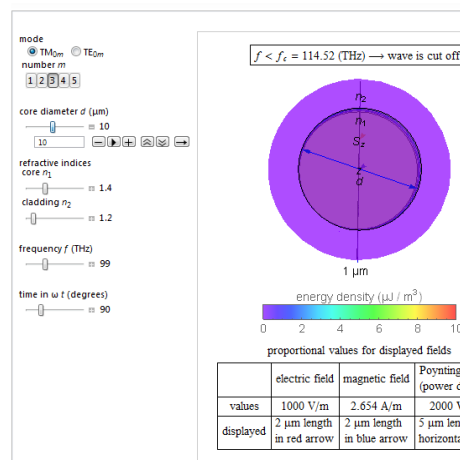 mode
TM0m TE0m
number m
1 2 3 4 5
core diameter d (μm)
10
10
refractive indices
core n1
1.4
cladding n2
1.2
frequency f (THz)
99
time in ω t (degrees)
90
f < fc = 114.52 (THz) → wave is cut off
n2
n1
Sz
z
d
1 μm
energy density (μJ / m3)
0 2 4 6 8 10
proportional values for displayed fields
electric field magnetic field Poynting
(power d
values 1000 V/m 2.654 A/m 2000 V
displayed 2 μm length 2 μm length 5 μm len
in red arrow in blue arrow horizonta